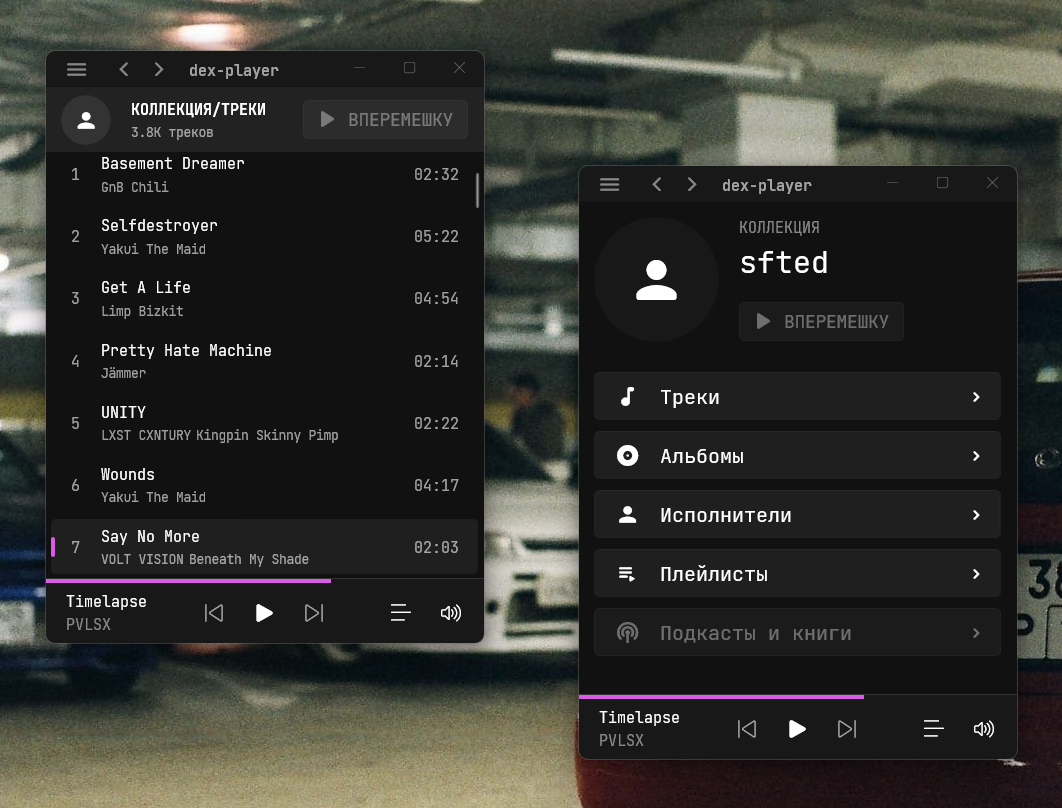 dex-player
КОЛЛЕКЦИЯ/ТРЕКИ
3.8K треков
ВПЕРЕМЕШКУ
1 Basement Dreamer 02:32
GnB Chili
2 Selfdestroyer 05:22
Yakui The Maid
3 Get A Life 04:54
Limp Bizkit
4 Pretty Hate Machine 02:14
Jämmer
5 UNITY 02:22
LXST CXNTURY Kingpin Skinny Pimp
6 Wounds 04:17
Yakui The Maid
7 Say No More 02:03
VOLT VISION Beneath My Shade
Timelapse
PVLSX
dex-player
КОЛЛЕКЦИЯ
sfted
ВПЕРЕМЕШКУ
Треки
Альбомы
Исполнители
Плейлисты
Подкасты и книги
Timelapse
PVLSX